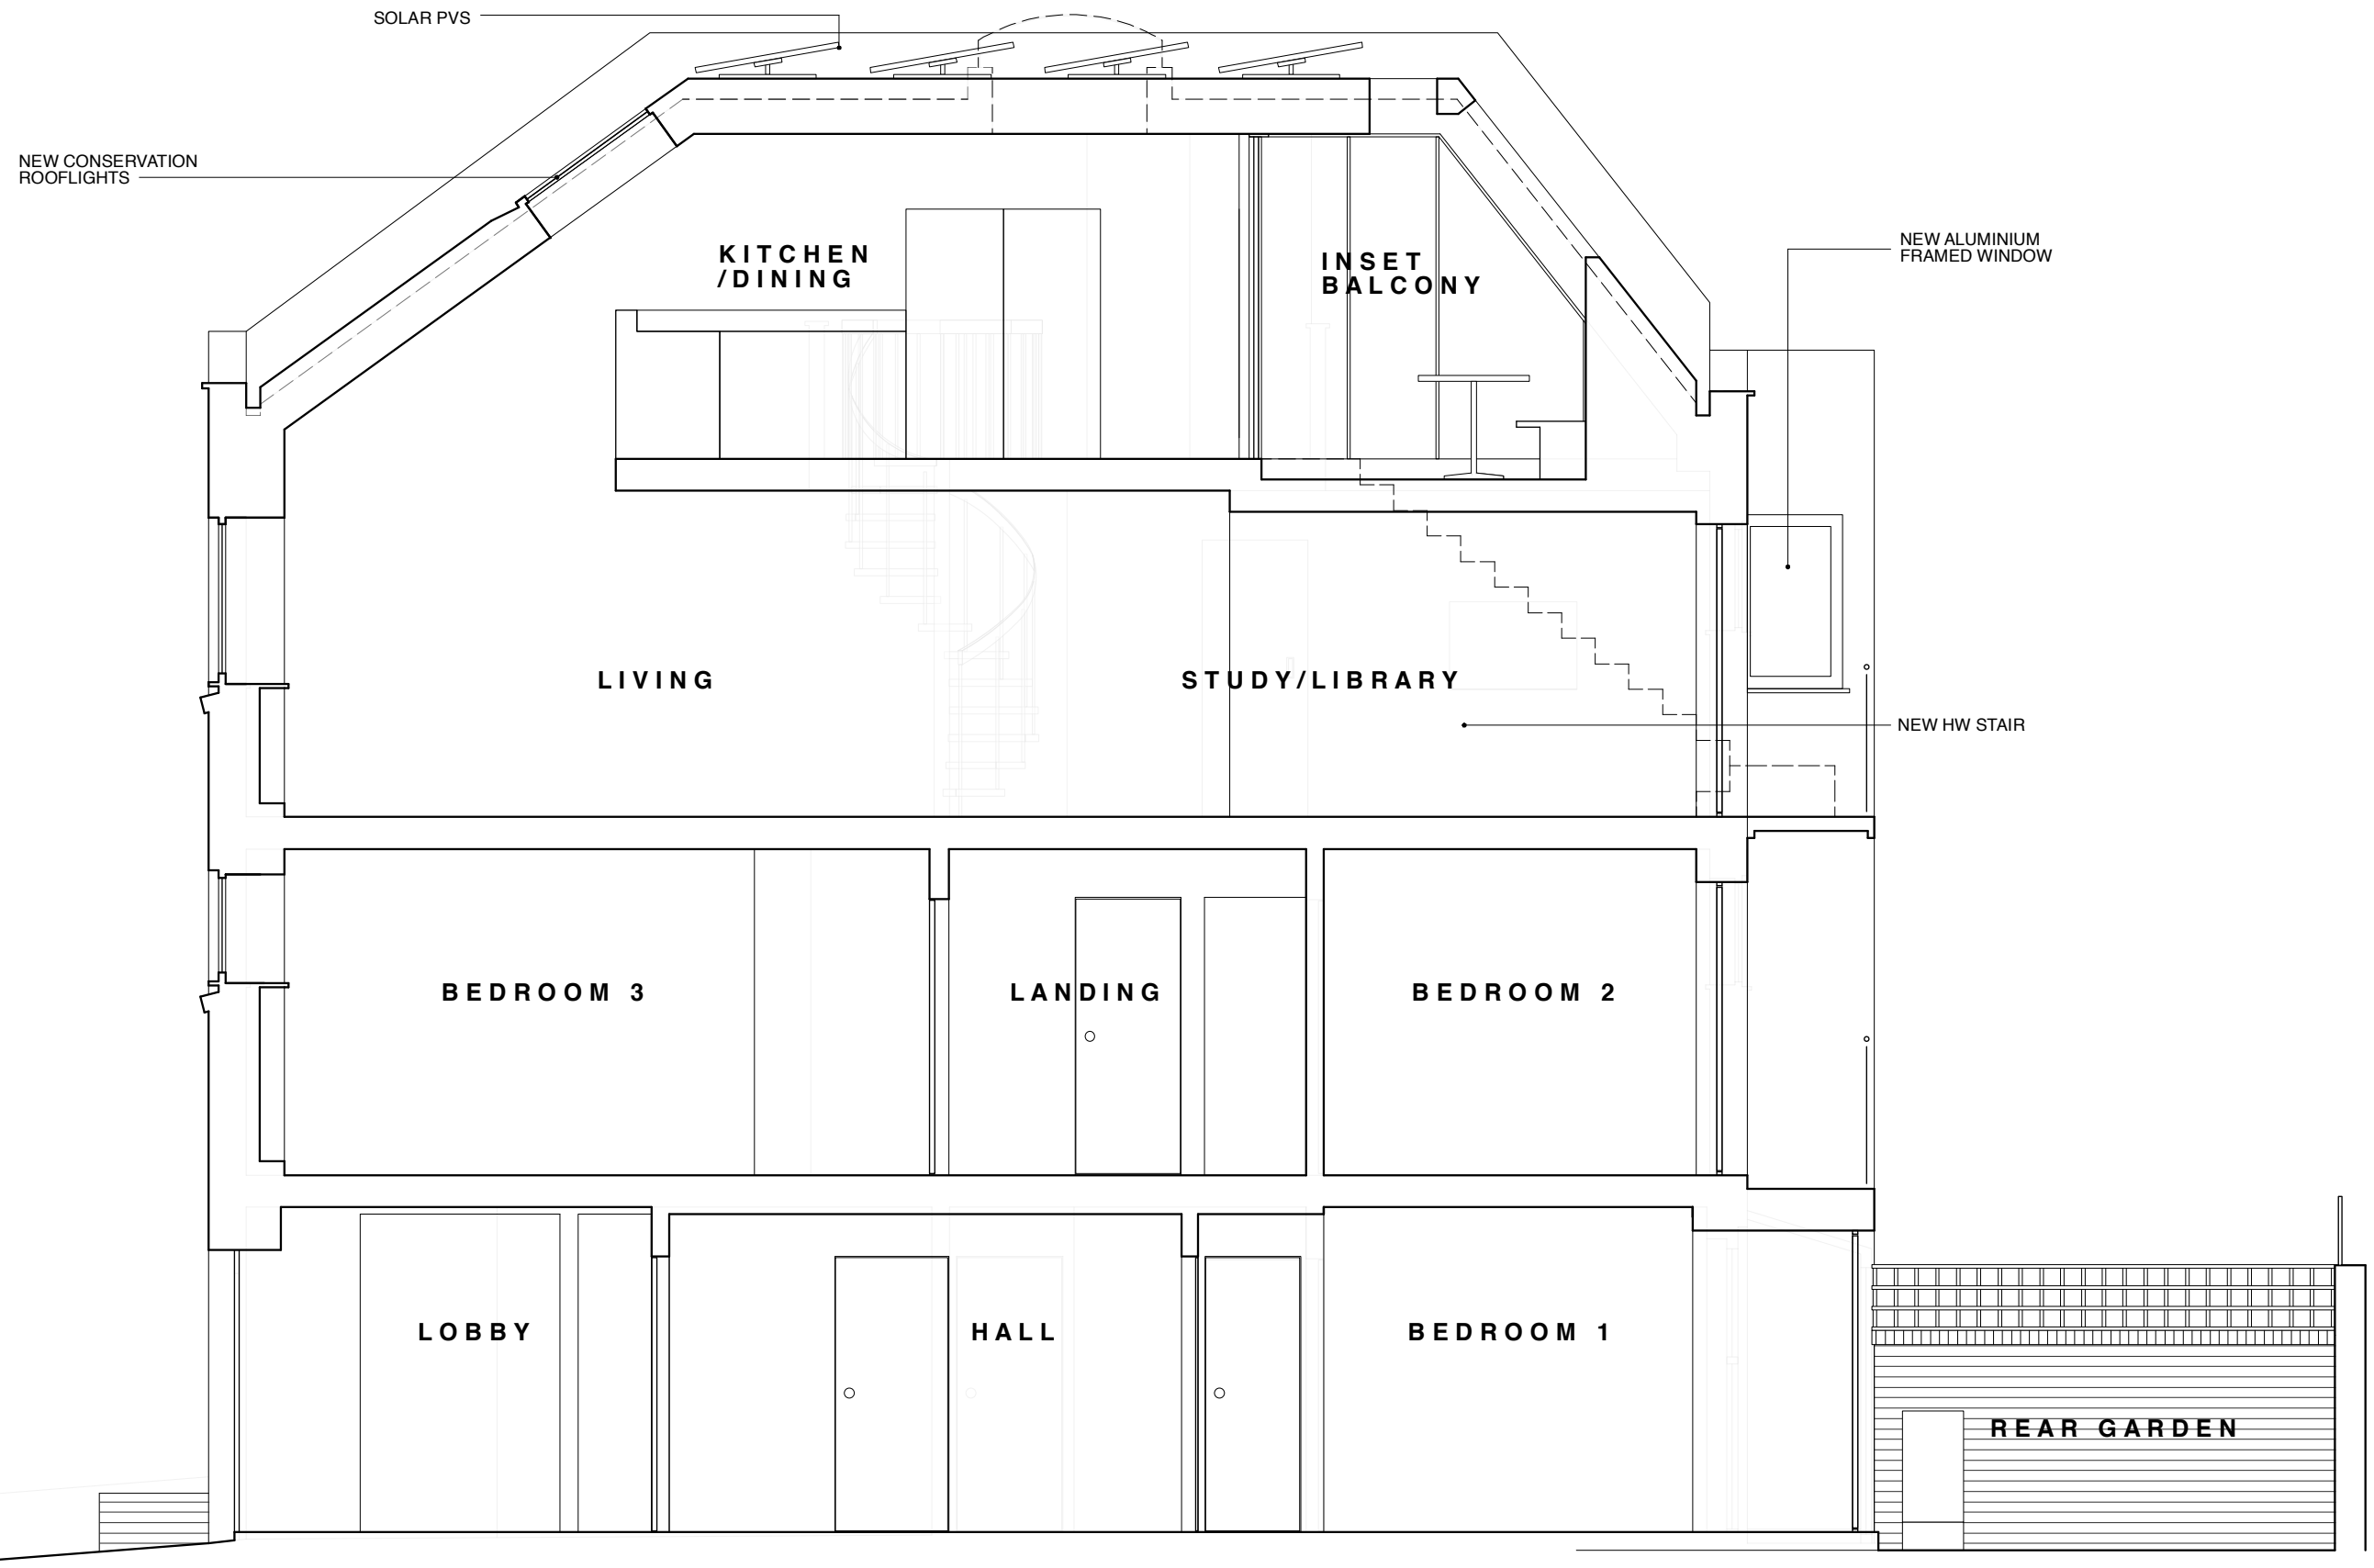 SOLAR PVS
NEW CONSERVATION
ROOFLIGHTS
NEW ALUMINIUM
FRAMED WINDOW
KITCHEN
/DINING
INSET
BALCONY
LIVING
STUDY/LIBRARY
NEW HW STAIR
BEDROOM 3
LANDING
BEDROOM 2
LOBBY
HALL
BEDROOM 1
REAR GARDEN